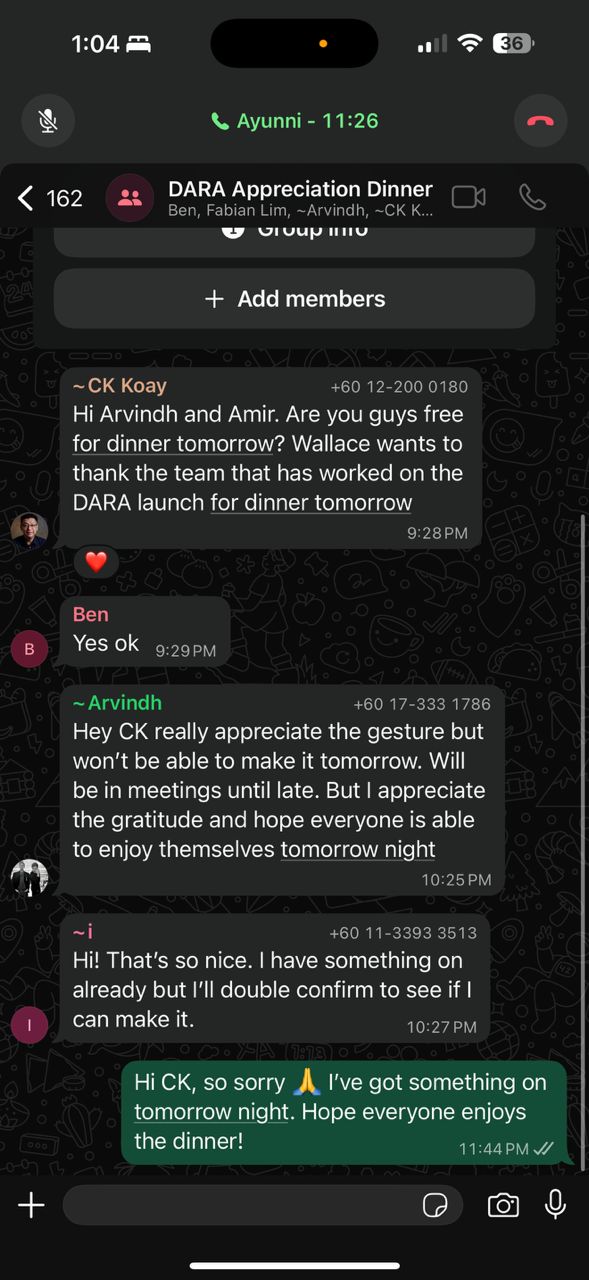 1:04
36
Ayunni - 11:26
162
DARA Appreciation Dinner
Ben, Fabian Lim, ~Arvindh, ~CK K...
Group info
+ Add members
~CK Koay +60 12-200 0180
Hi Arvindh and Amir. Are you guys free
for dinner tomorrow? Wallace wants to
thank the team that has worked on the
DARA launch for dinner tomorrow
9:28 PM
❤️
Ben
B
Yes ok 9:29 PM
~Arvindh +60 17-333 1786
Hey CK really appreciate the gesture but
won't be able to make it tomorrow. Will
be in meetings until late. But I appreciate
the gratitude and hope everyone is able
to enjoy themselves tomorrow night
10:25 PM
~i +60 11-3393 3513
Hi! That's so nice. I have something on
already but I'll double confirm to see if I
I
can make it. 10:27 PM
Hi CK, so sorry 🙏 I've got something on
tomorrow night. Hope everyone enjoys
the dinner! 11:44 PM